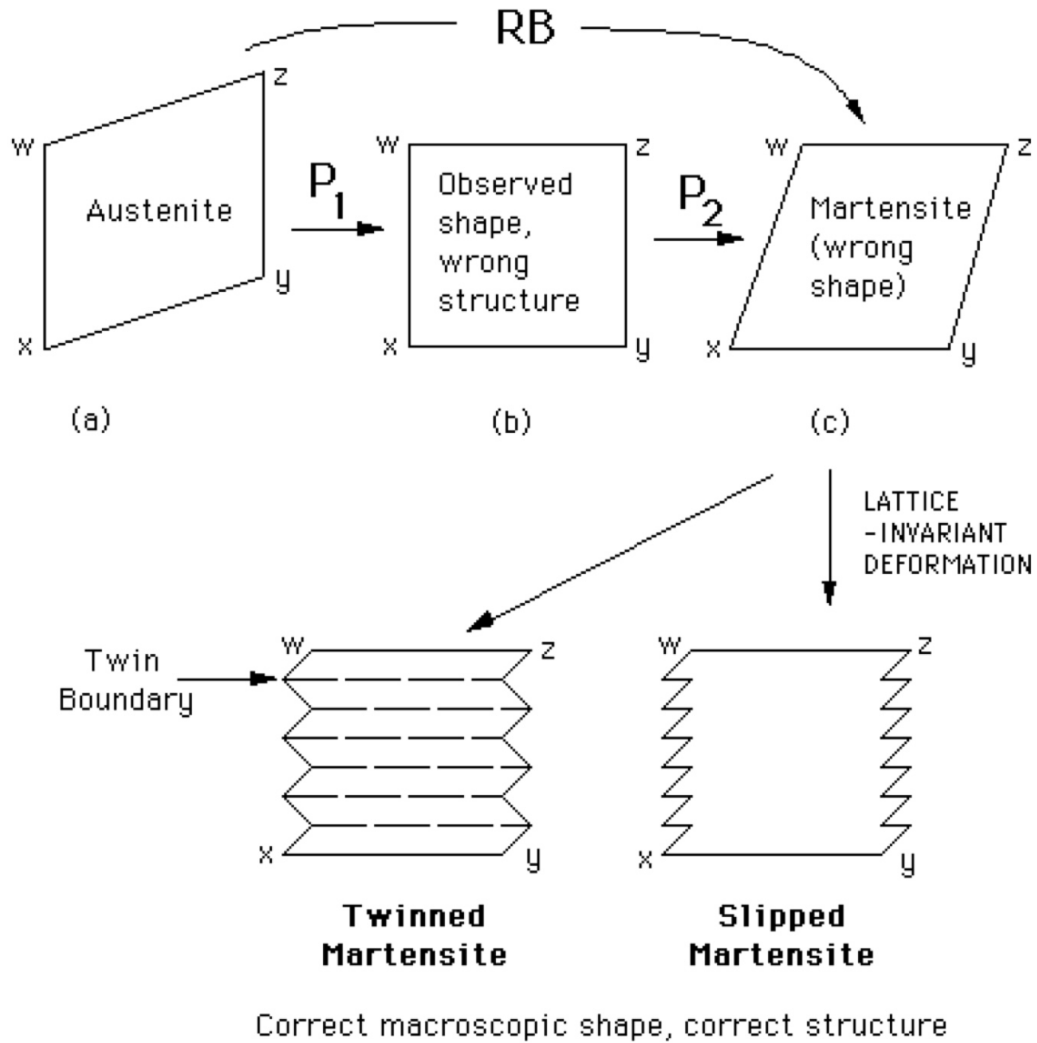 RB
z
w
Austenite
y
x
(a)
P1
w
z
Observed
shape,
wrong
structure
x
y
(b)
P2
w
z
Martensite
(wrong
shape)
x
y
(c)
LATTICE
-INVARIANT
DEFORMATION
Twin
Boundary
w
z
x
y
Twinned
Martensite
w
z
x
y
Slipped
Martensite
Correct macroscopic shape, correct structure